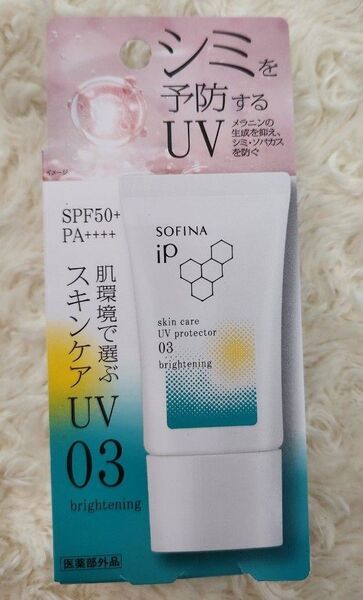 シミを
予防する
UV
メラニンの
生成を抑え、
シミ・ソバカス
を防ぐ
イメージ
SPF50+
PA++++
肌環境で選ぶ
スキンケア
UV
03
brightening
医薬部外品
SOFINA
iP
skin care
UV protector
03
brightening